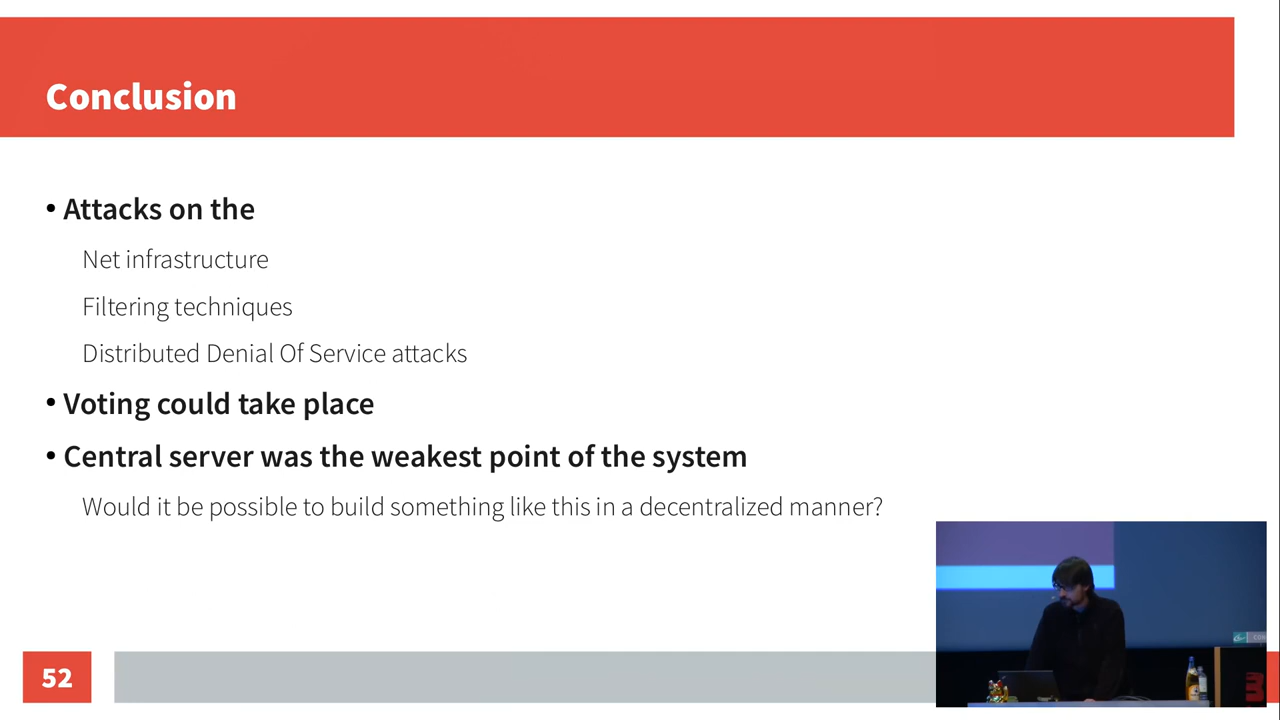 Conclusion
• Attacks on the
Net infrastructure
Filtering techniques
Distributed Denial Of Service attacks
• Voting could take place
• Central server was the weakest point of the system
Would it be possible to build something like this in a decentralized manner?
52